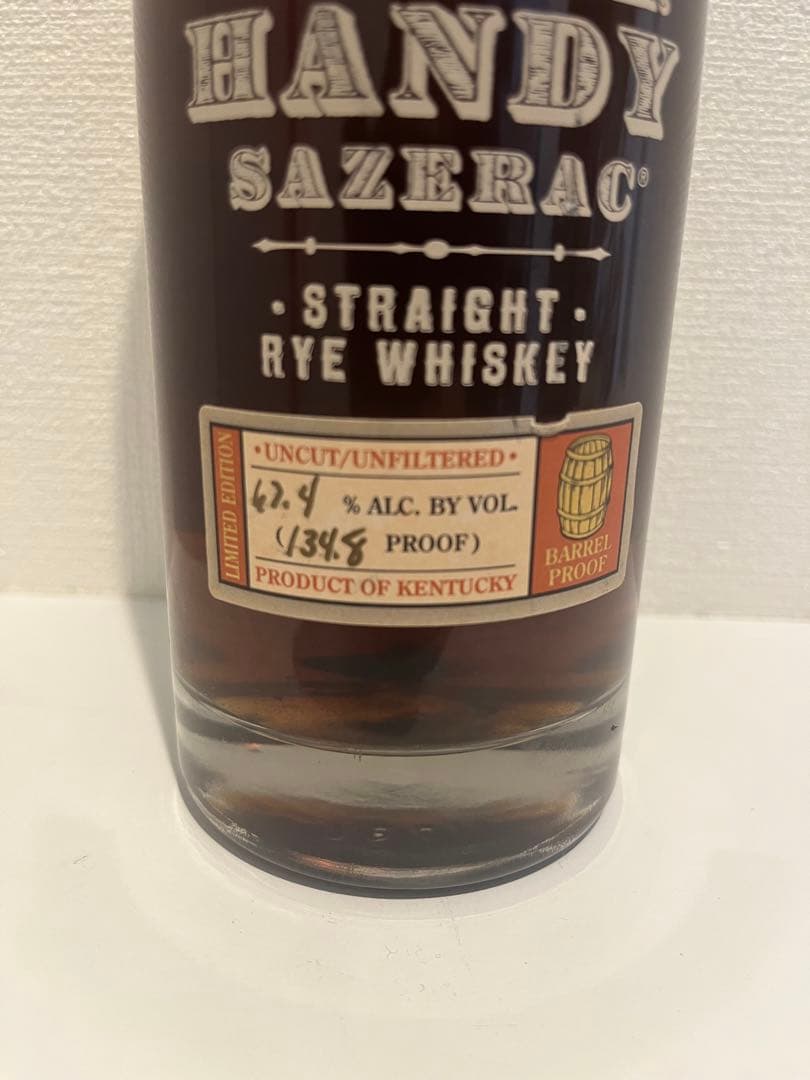 HANDY
SAZERAC®
· STRAIGHT ·
RYE WHISKEY
LIMITED EDITION
·UNCUT/UNFILTERED·
67.4 % ALC. BY VOL.
(134.8 PROOF)
PRODUCT OF KENTUCKY
BARREL
PROOF